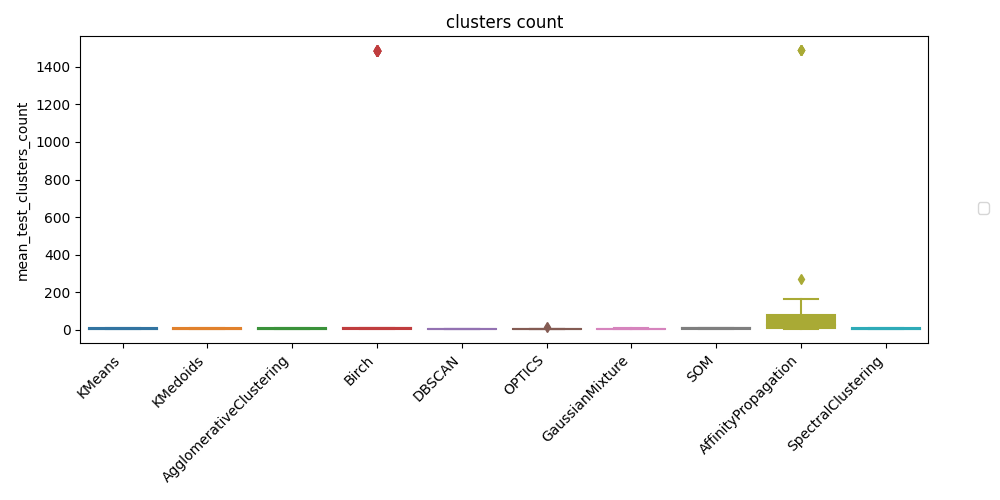 clusters count
mean_test_clusters_count
1400
1200
1000
800
600
400
200
0
KMeans
KMedoids
AgglomerativeClustering
Birch
DBSCAN
OPTICS
GaussianMixture
SOM
AffinityPropagation
SpectralClustering